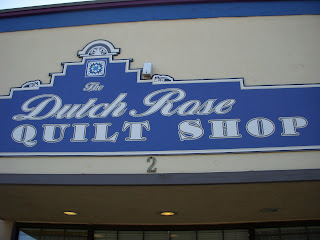 The
Dutch Rose
QUILT SHOP
2